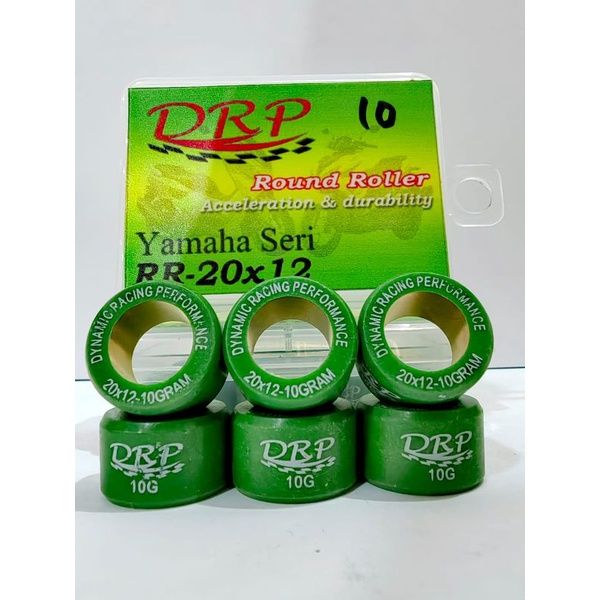 DRP
10
Round Roller
Acceleration & durability
Yamaha Seri
RR-20x12
DYNAMIC RACING PERFORMANCE
20x12-10GRAM
DYNAMIC RACING PERFORMANCE
20x12-10GRAM
DYNAMIC RACING PERFORMANCE
20x12-10GRAM
DRP
10G
DRP
10G
DRP
10G